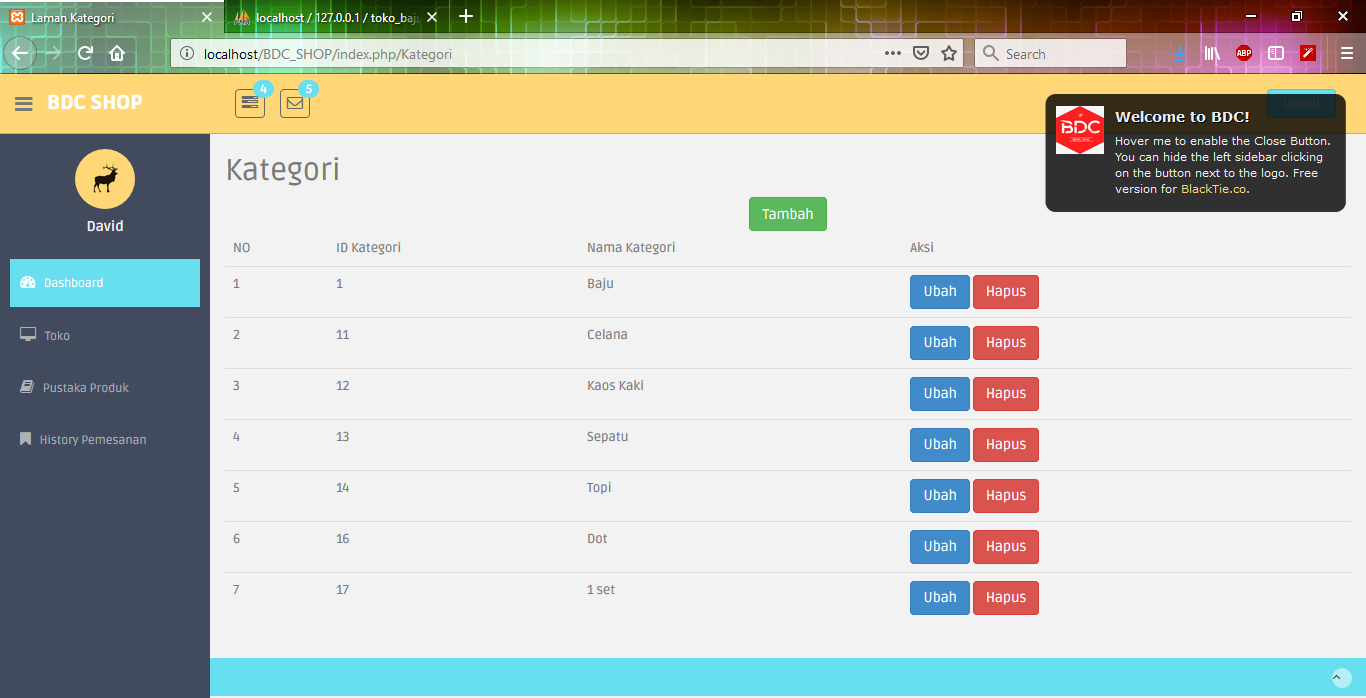 Laman Kategori
localhost / 127.0.0.1 / toko_baju
localhost/BDC_SHOP/index.php/Kategori
Search
ABP
BDC SHOP
4
5
Logout
BDC
Welcome to BDC!
Hover me to enable the Close Button.
You can hide the left sidebar clicking
on the button next to the logo. Free
version for BlackTie.co.
David
Dashboard
Toko
Pustaka Produk
History Pemesanan
Kategori
Tambah
NO ID Kategori Nama Kategori Aksi
1 1 Baju Ubah Hapus
2 11 Celana Ubah Hapus
3 12 Kaos Kaki Ubah Hapus
4 13 Sepatu Ubah Hapus
5 14 Topi Ubah Hapus
6 16 Dot Ubah Hapus
7 17 1 set Ubah Hapus